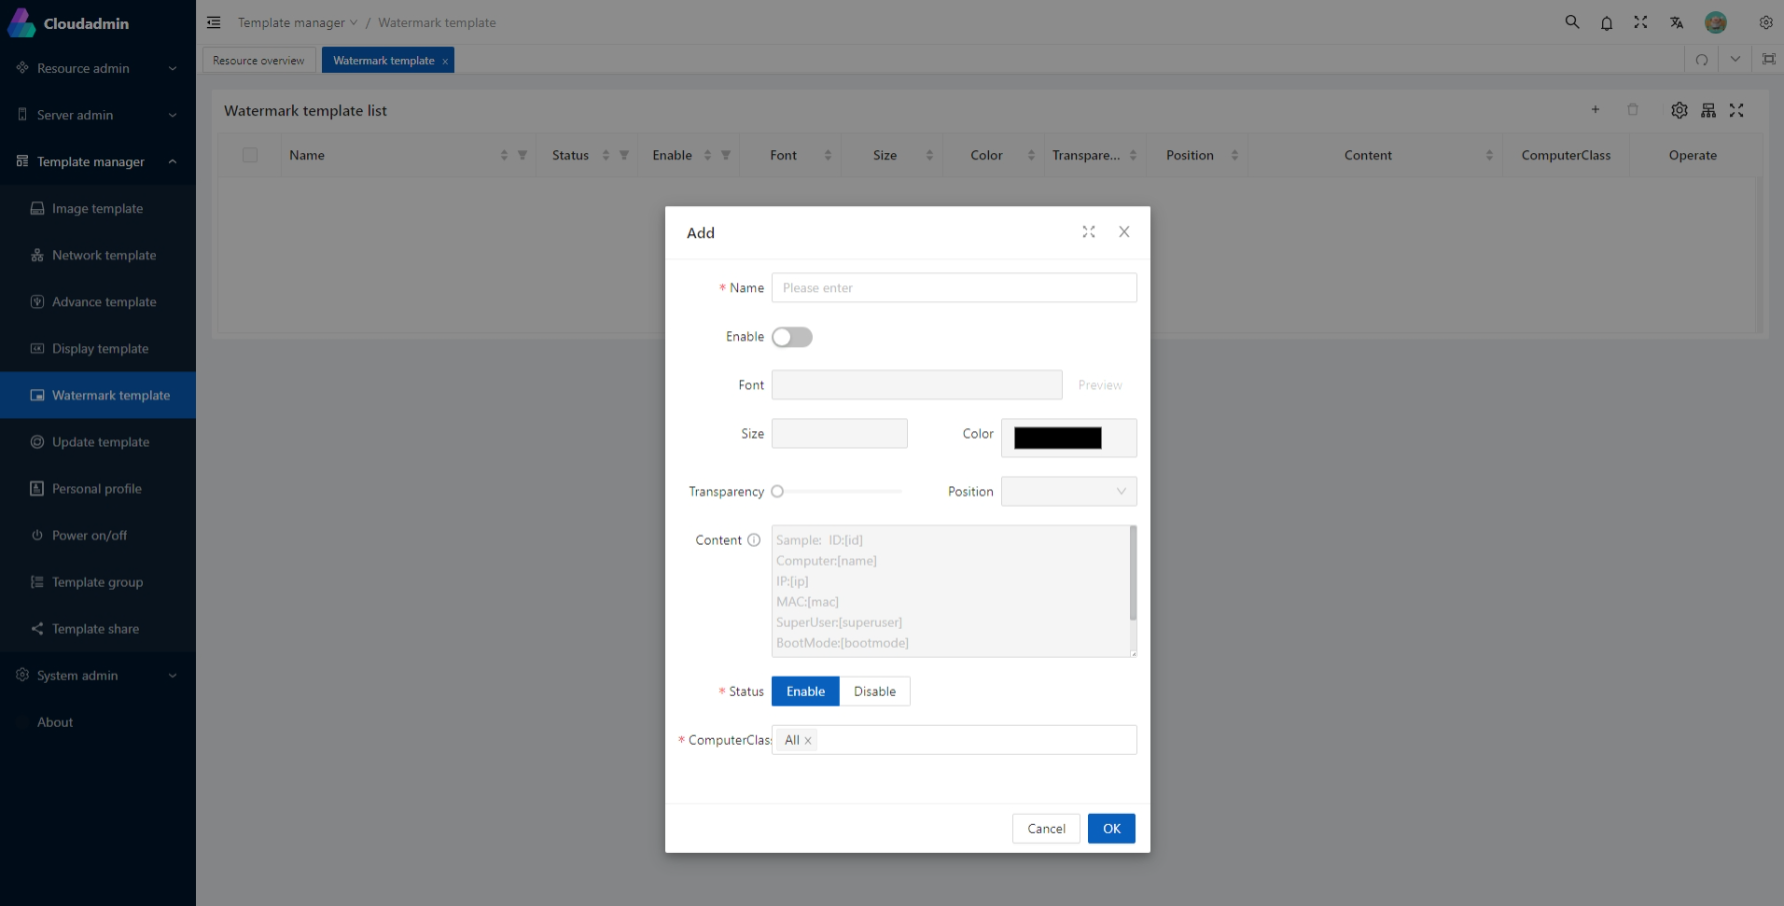 Cloudadmin
Template manager / Watermark template
Resource overview
Watermark template x
Resource admin
Server admin
Template manager
Image template
Network template
Advance template
Display template
Watermark template
Update template
Personal profile
Power on/off
Template group
Template share
System admin
About
Watermark template list
Name Status Enable Font Size Color Transpare... Position Content ComputerClass Operate
Add
* Name Please enter
Enable
Font Preview
Size Color
Transparency Position
Content
Sample: ID:[id]
Computer:[name]
IP:[ip]
MAC:[mac]
SuperUser:[superuser]
BootMode:[bootmode]
* Status Enable Disable
* ComputerClas: All x
Cancel OK